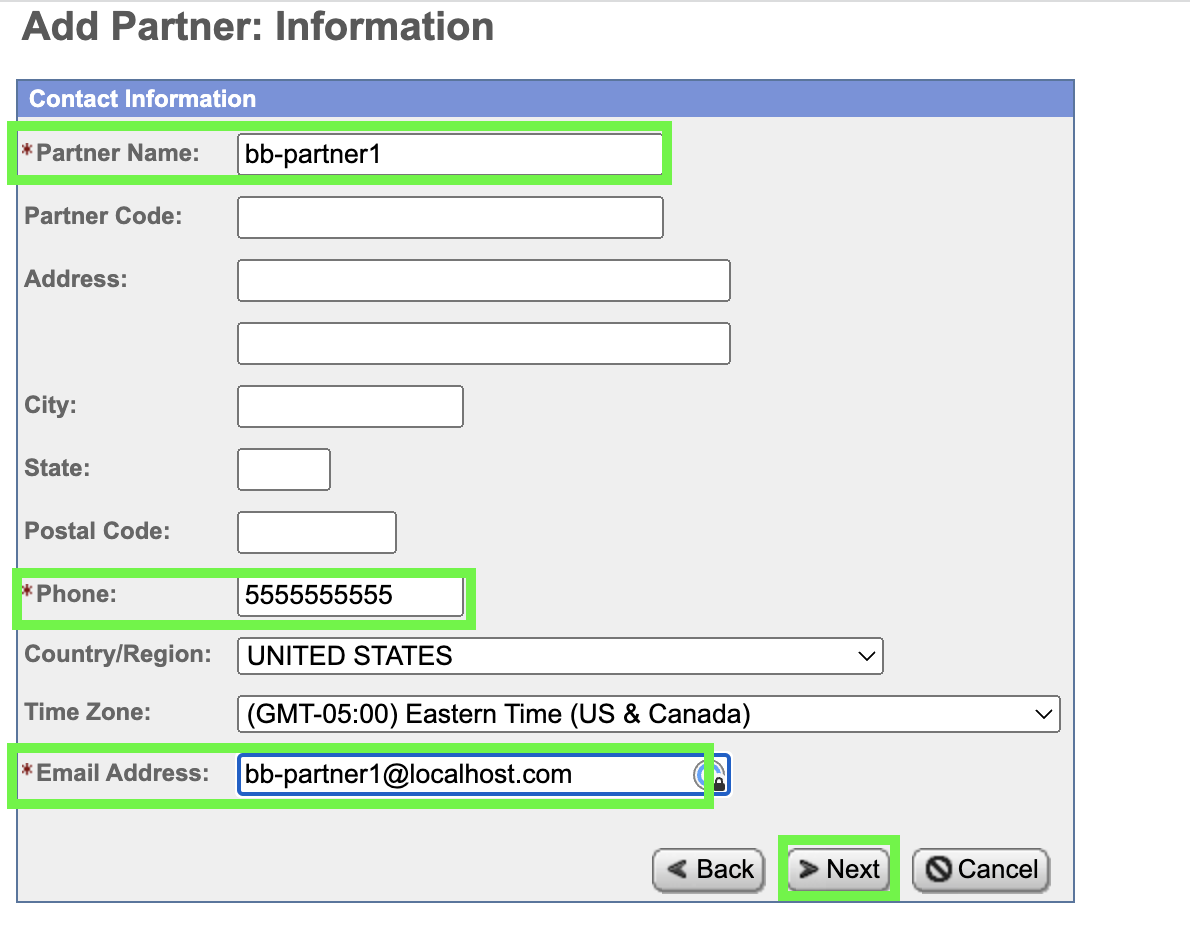 Add Partner: Information
Contact Information
*Partner Name: bb-partner1
Partner Code:
Address:
City:
State:
Postal Code:
*Phone: 5555555555
Country/Region: UNITED STATES
Time Zone: (GMT-05:00) Eastern Time (US & Canada)
*Email Address: bb-partner1@localhost.com
Back Next Cancel